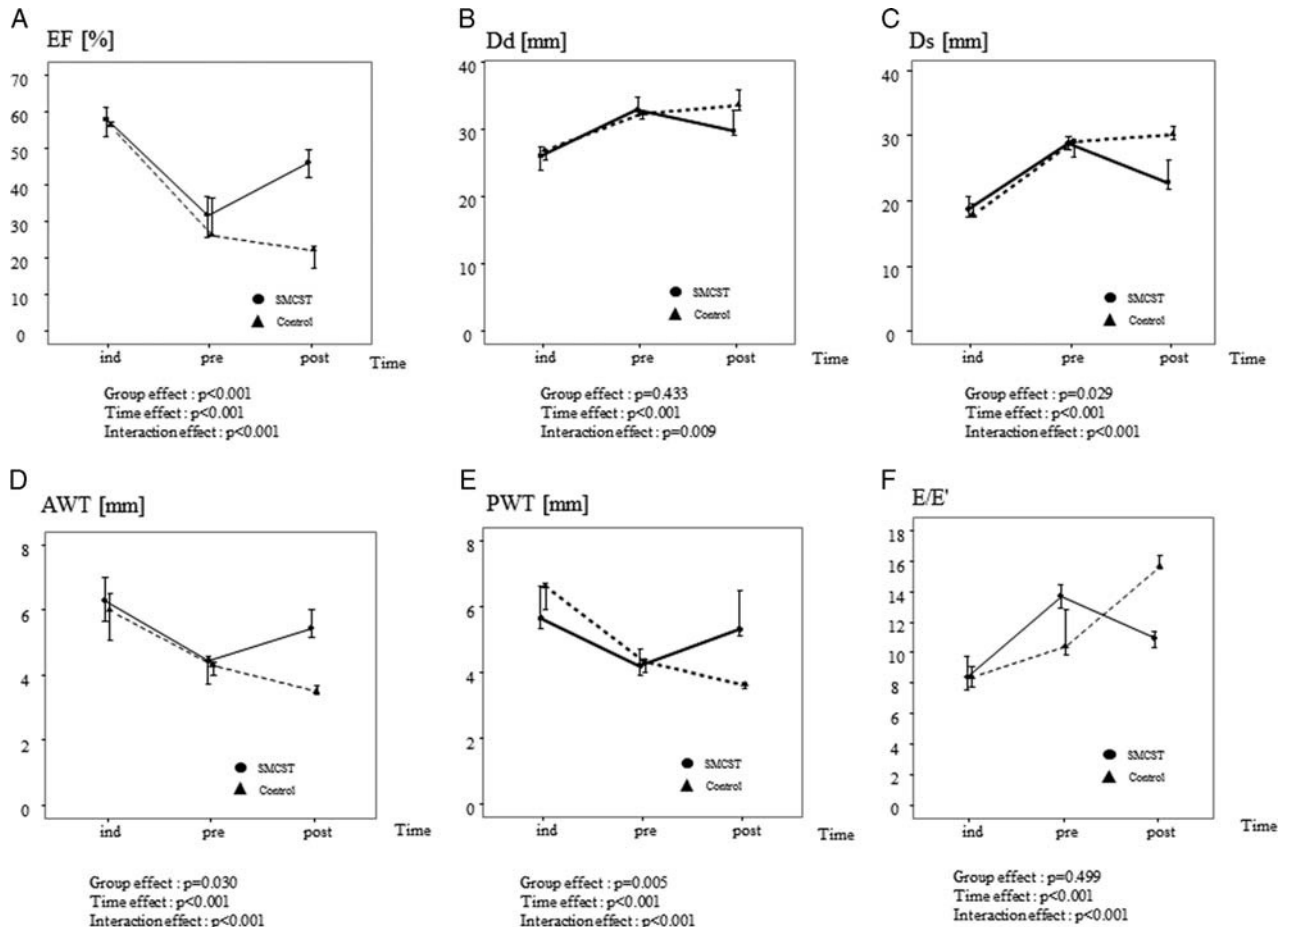 A
EF [%]
70
60
50
40
30
20
10
0
SMCST
Control
ind pre post Time
Group effect : p<0.001
Time effect : p<0.001
Interaction effect : p<0.001
B
Dd [mm]
40
30
20
10
0
SMCST
Control
ind pre post Time
Group effect : p=0.433
Time effect : p<0.001
Interaction effect : p=0.009
C
Ds [mm]
40
30
20
10
0
SMCST
Control
ind pre post Time
Group effect : p=0.029
Time effect : p<0.001
Interaction effect : p<0.001
D
AWT [mm]
8
6
4
2
0
SMCST
Control
ind pre post Time
Group effect : p=0.030
Time effect : p<0.001
Interaction effect : p<0.001
E
PWT [mm]
8
6
4
2
0
SMCST
Control
ind pre post Time
Group effect : p=0.005
Time effect : p<0.001
Interaction effect : p<0.001
F
E/E'
18
16
14
12
10
8
6
4
2
0
SMCST
Control
ind pre post Time
Group effect : p=0.499
Time effect : p<0.001
Interaction effect : p<0.001